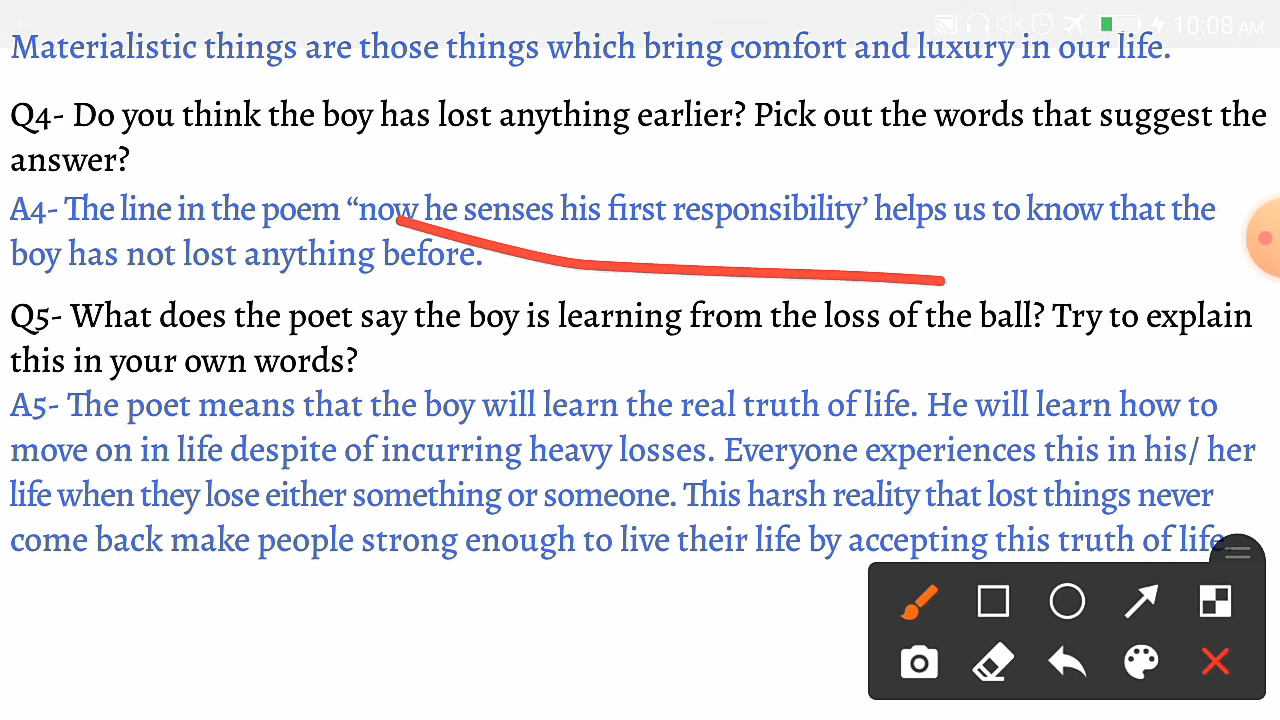 10:08 AM
Materialistic things are those things which bring comfort and luxury in our life.
Q4- Do you think the boy has lost anything earlier? Pick out the words that suggest the
answer?
A4- The line in the poem “now he senses his first responsibility’ helps us to know that the
boy has not lost anything before.
Q5- What does the poet say the boy is learning from the loss of the ball? Try to explain
this in your own words?
A5- The poet means that the boy will learn the real truth of life. He will learn how to
move on in life despite of incurring heavy losses. Everyone experiences this in his/ her
life when they lose either something or someone. This harsh reality that lost things never
come back make people strong enough to live their life by accepting this truth of life.